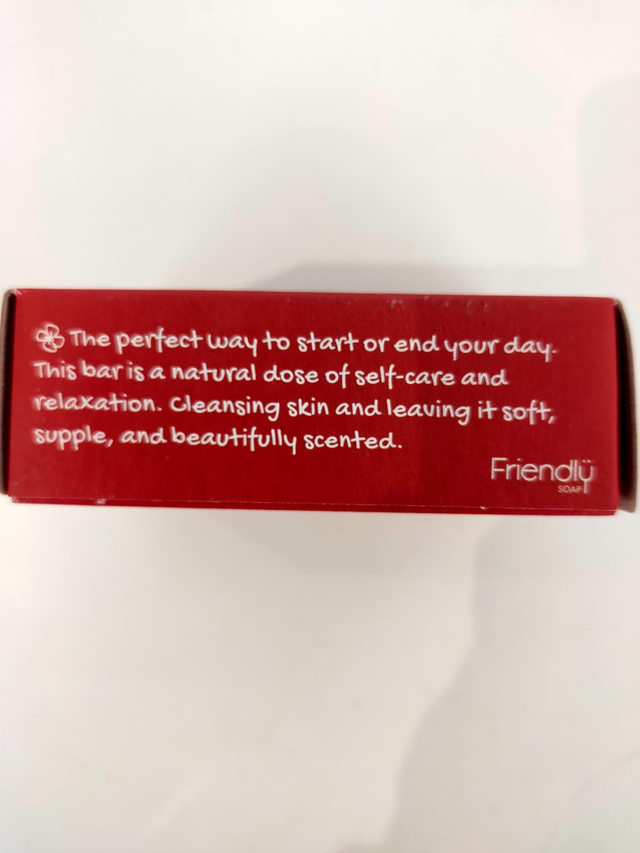 The perfect way to start or end your day.
This bar is a natural dose of self-care and
relaxation. Cleansing skin and leaving it soft,
supple, and beautifully scented.
Friendlÿ
SOAP